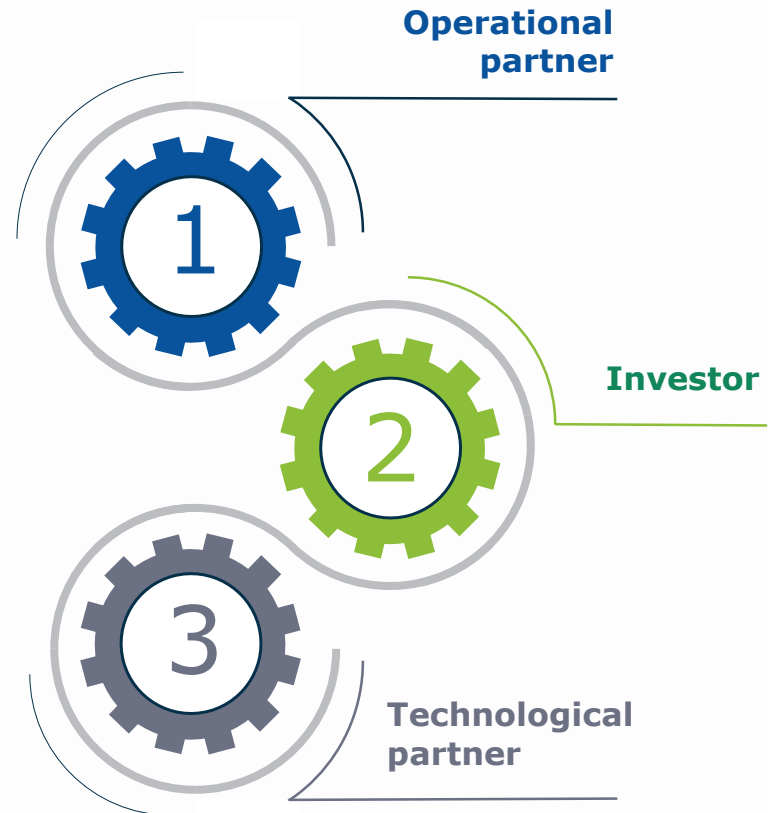 Operational
partner
1
Investor
2
3
Technological
partner